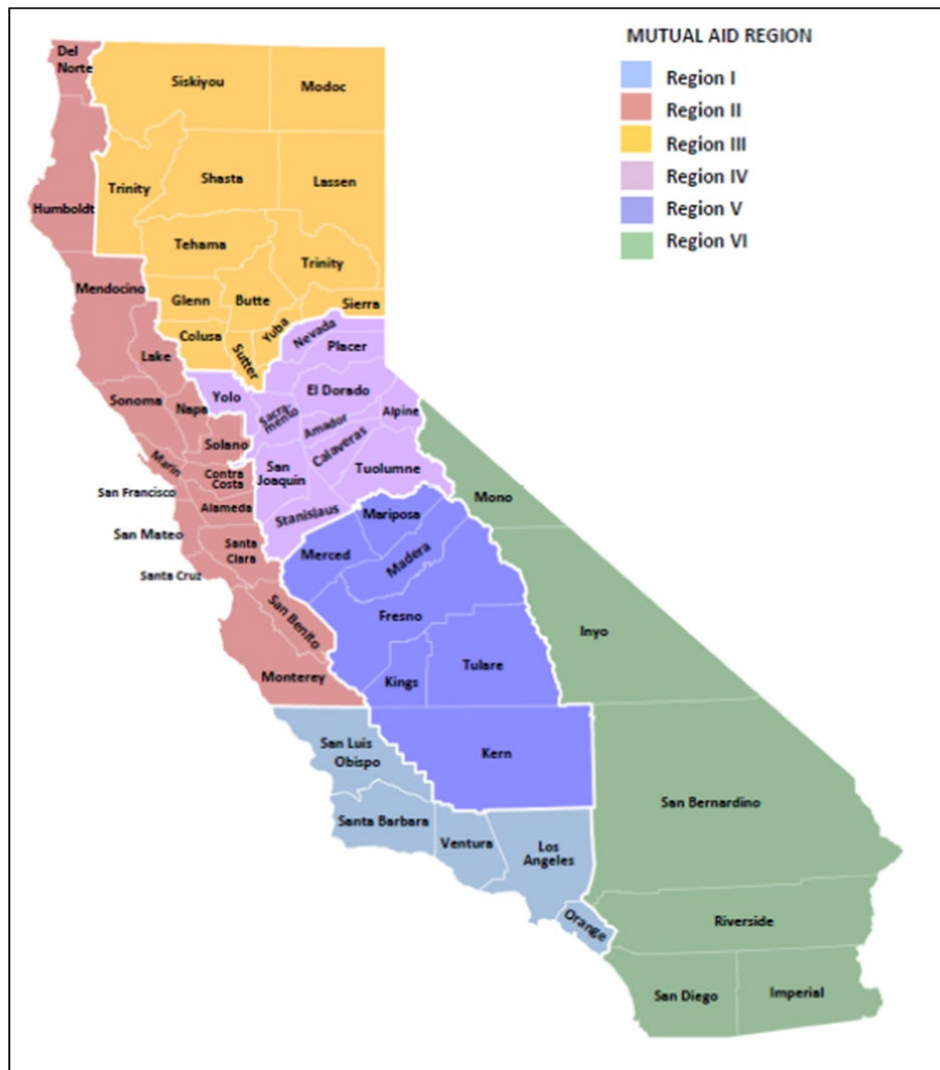 MUTUAL AID REGION
Region I
Region II
Region III
Region IV
Region V
Region VI
Del
Norte
Siskiyou
Modoc
Trinity
Shasta
Lassen
Humboldt
Tehama
Trinity
Mendocino
Glenn
Butte
Sierra
Colusa
Sutter
Yuba
Nevada
Placer
Lake
Yolo
El Dorado
Sonoma
Napa
Sacra-
mento
Amador
Alpine
Solano
Calaveras
Marin
Contra
Costa
San
Joaquin
Tuolumne
San Francisco
Alameda
Stanislaus
Mono
San Mateo
Santa
Clara
Mariposa
Merced
Madera
Santa Cruz
San Benito
Fresno
Inyo
Monterey
Kings
Tulare
San Luis
Obispo
Kern
San Bernardino
Santa Barbara
Ventura
Los
Angeles
Orange
Riverside
San Diego
Imperial